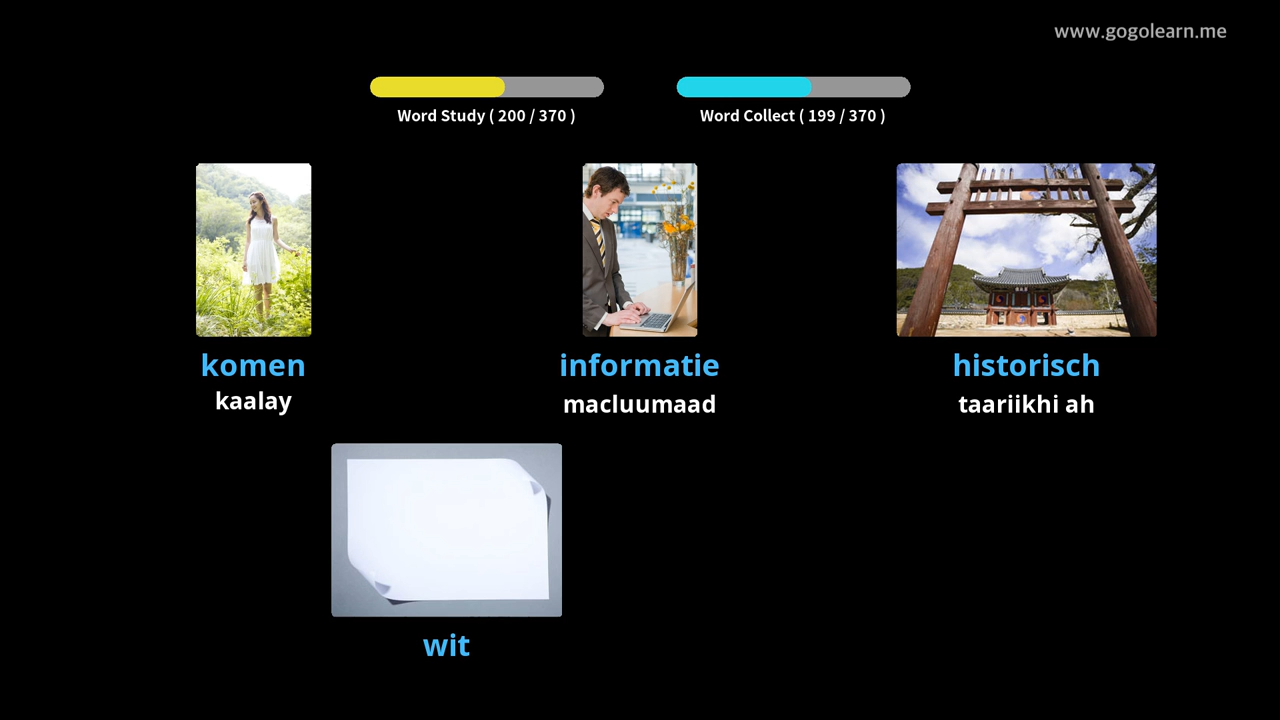 www.gogolearn.me
Word Study ( 200 / 370 )
Word Collect ( 199 / 370 )
komen
kaalay
informatie
macluumaad
historisch
taariikhi ah
wit